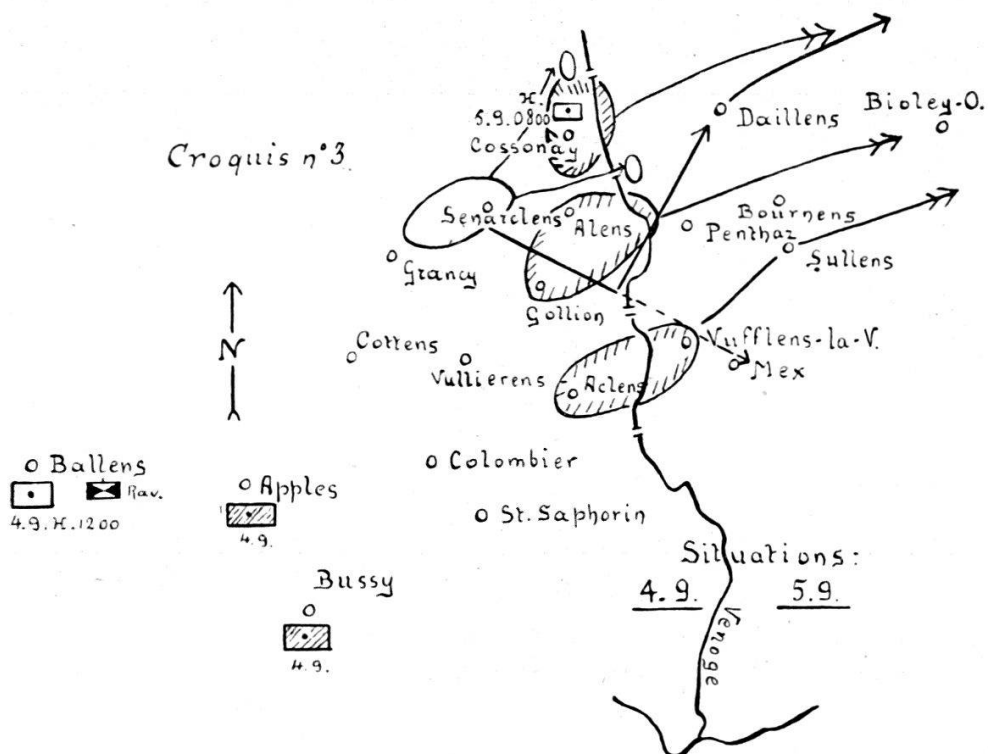 Croquis n° 3.
H.
5.9.0800
Cossonay
Daillens
Bioley-O.
Senarclens
Alens
Bournens
Penthaz
Sullens
Grancy
Gollion
N
Cottens
Vullierens
Vufflens-la-V.
Mex
Aclens
Ballens
Rav.
4.9.H.1200
Apples
4.9.
Colombier
St. Saphorin
Bussy
4.9.
Situations:
4.9. 5.9.
Venoge